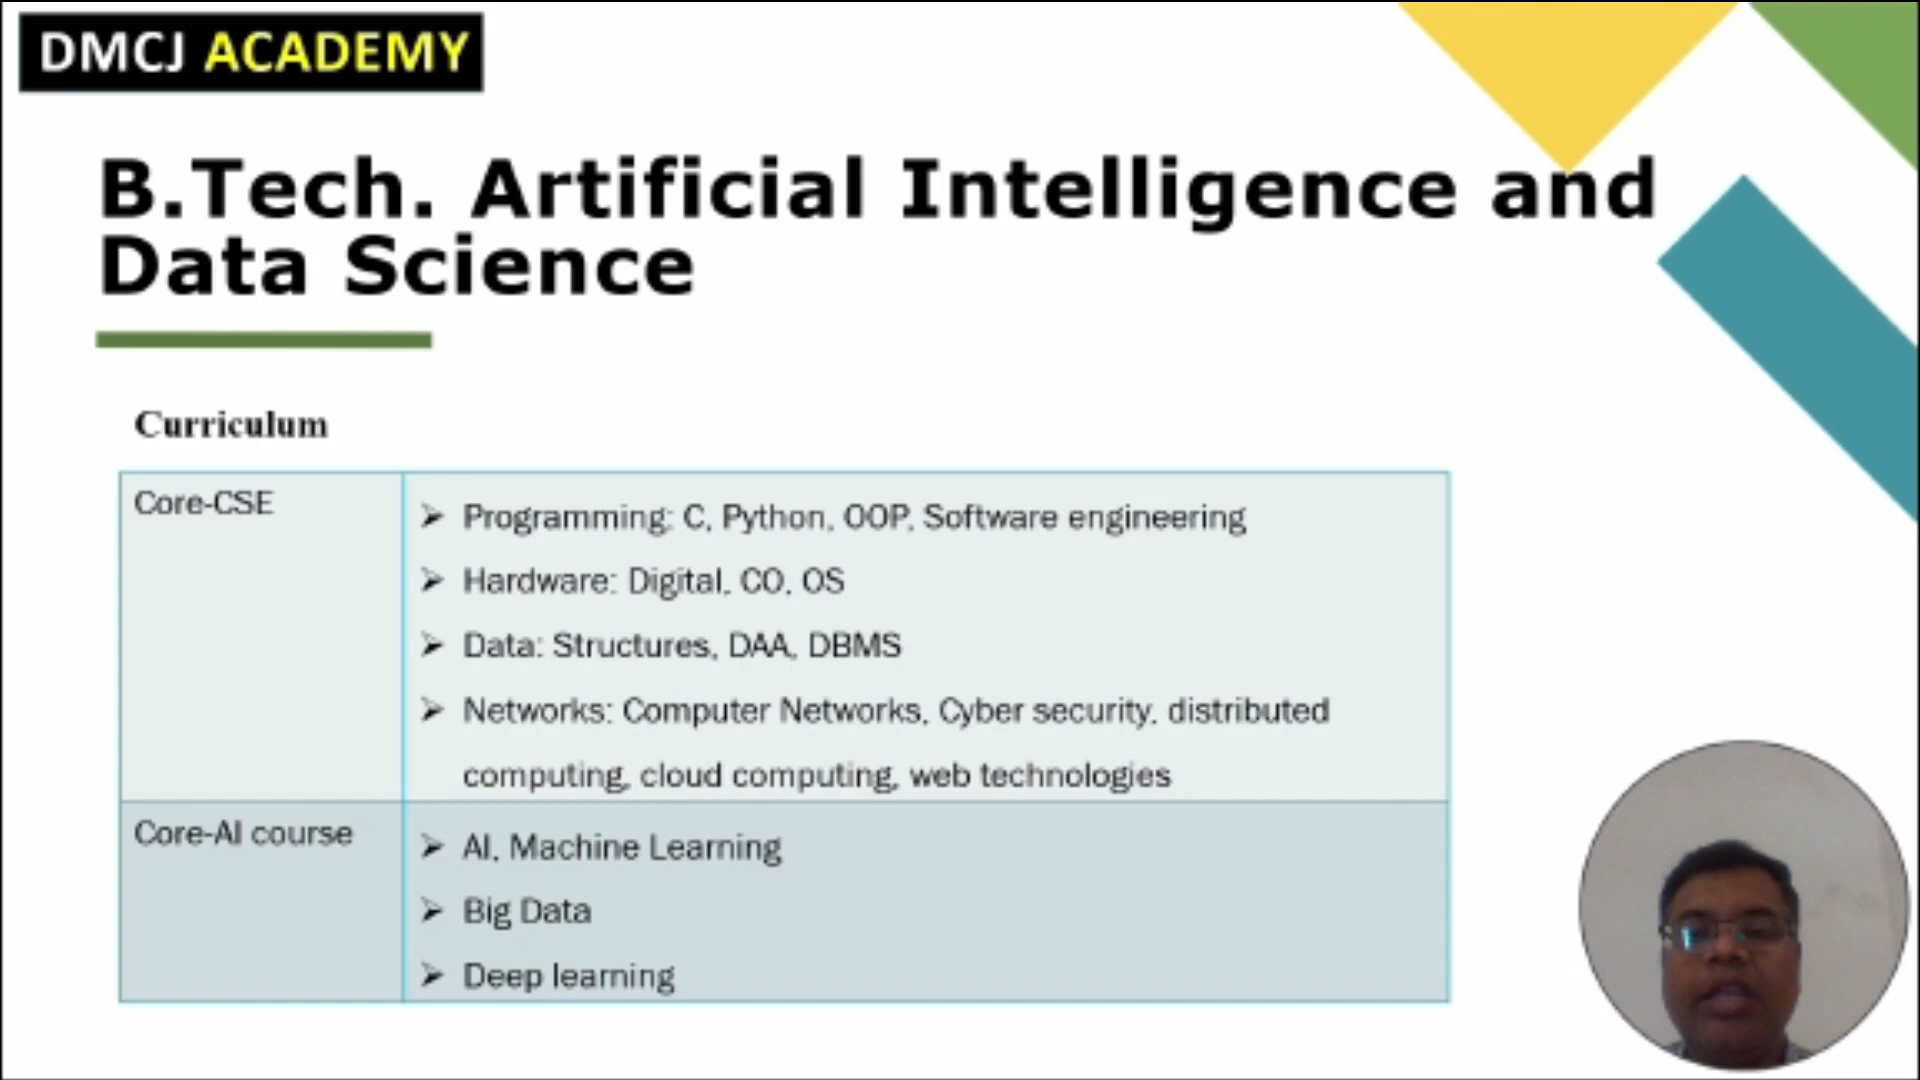 DMCJ ACADEMY
B.Tech. Artificial Intelligence and
Data Science
Curriculum
Core-CSE
➢ Programming: C, Python, OOP, Software engineering
➢ Hardware: Digital, CO, OS
➢ Data: Structures, DAA, DBMS
➢ Networks: Computer Networks, Cyber security, distributed
computing, cloud computing, web technologies
Core-AI course
➢ AI, Machine Learning
➢ Big Data
➢ Deep learning